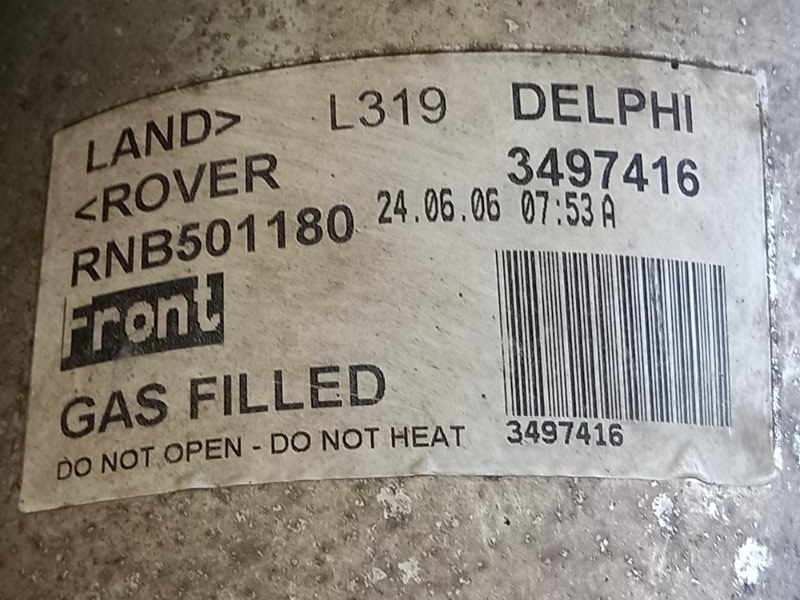 LAND> L319 DELPHI
<ROVER 3497416
RNB501180 24.06.06 07:53A
Front
GAS FILLED
DO NOT OPEN - DO NOT HEAT 3497416